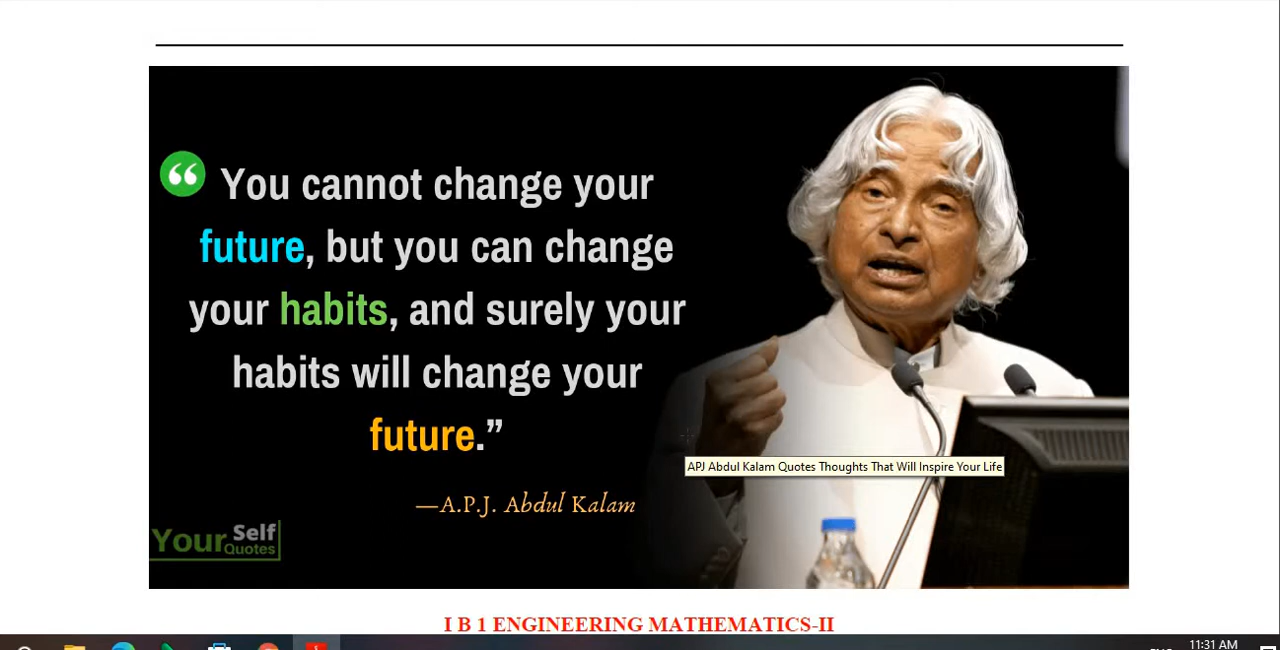 “ You cannot change your
future, but you can change
your habits, and surely your
habits will change your
future.”
APJ Abdul Kalam Quotes Thoughts That Will Inspire Your Life
—A.P.J. Abdul Kalam
Your Self
Quotes
I B 1 ENGINEERING MATHEMATICS-II
11:31 AM